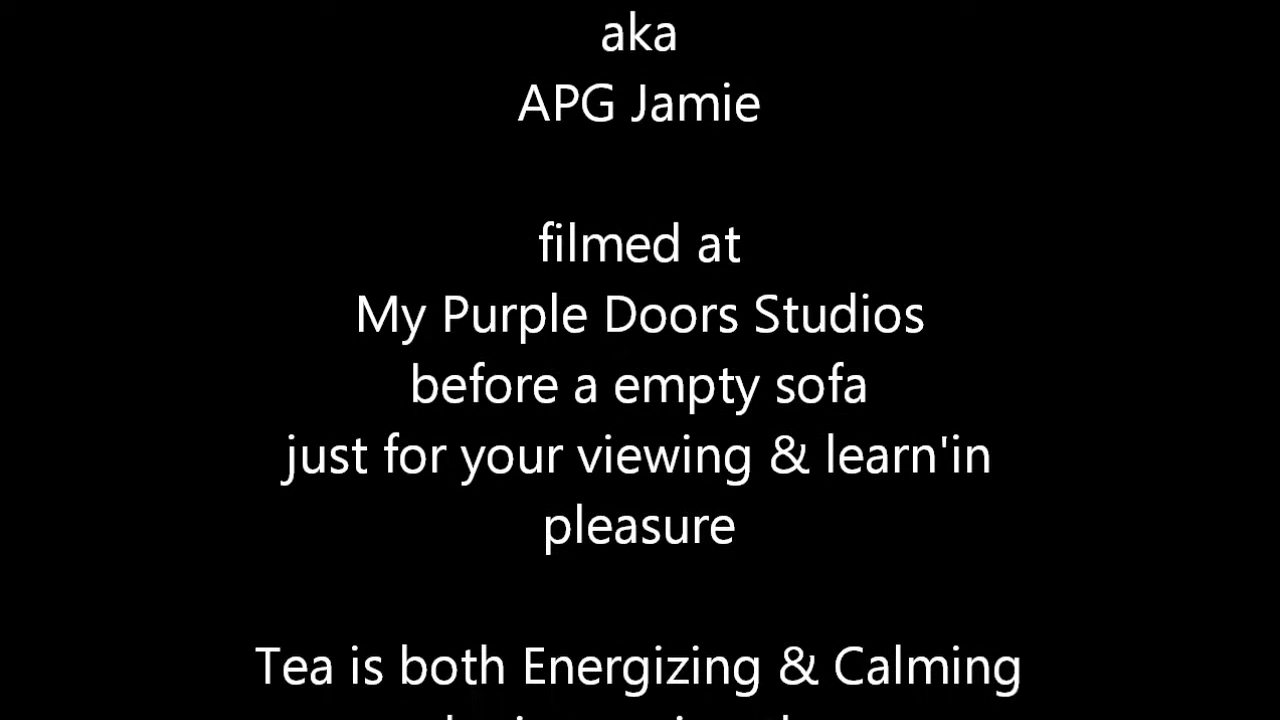 aka
APG Jamie
filmed at
My Purple Doors Studios
before a empty sofa
just for your viewing & learn'in
pleasure
Tea is both Energizing & Calming